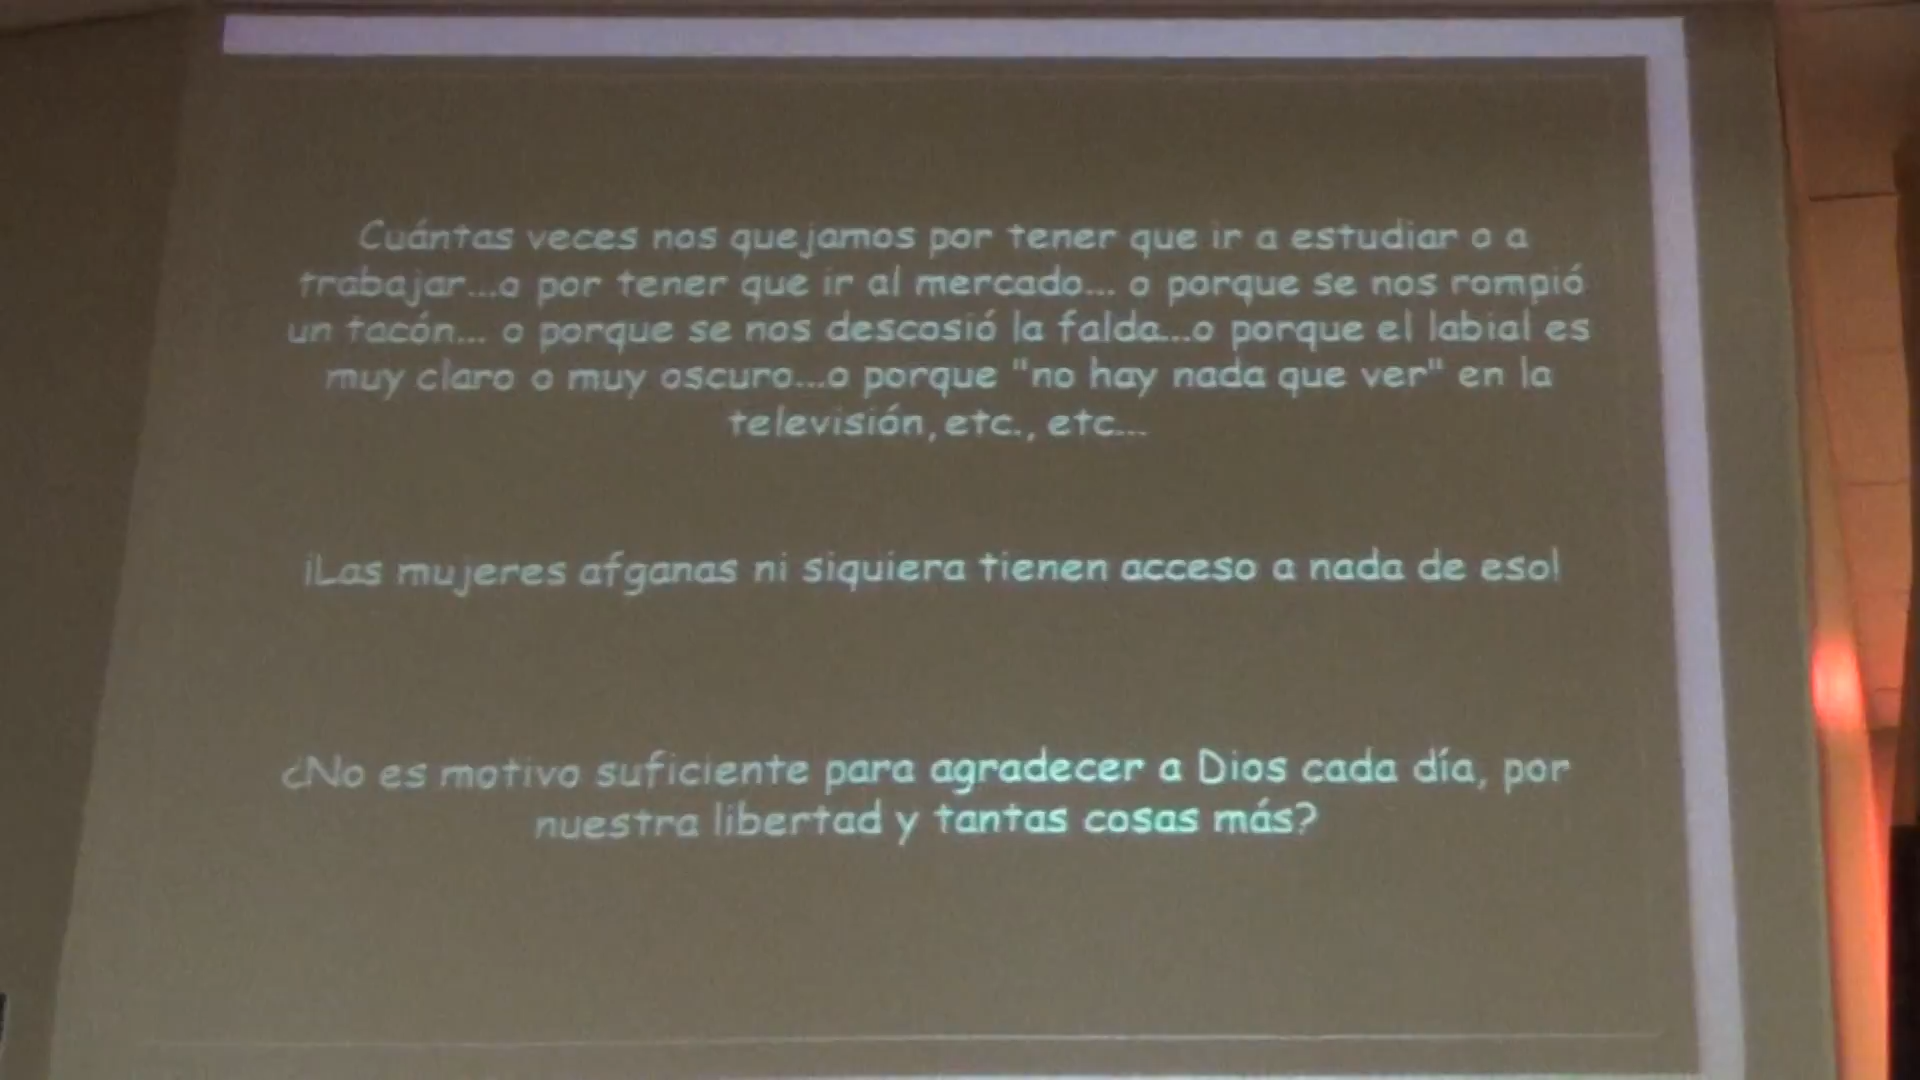 Cuántas veces nos quejamos por tener que ir a estudiar o a
trabajar...o por tener que ir al mercado... o porque se nos rompió
un tacón... o porque se nos descosió la falda...o porque el labial es
muy claro o muy oscuro...o porque "no hay nada que ver" en la
televisión, etc., etc...
¡Las mujeres afganas ni siquiera tienen acceso a nada de eso!
¿No es motivo suficiente para agradecer a Dios cada día, por
nuestra libertad y tantas cosas más?